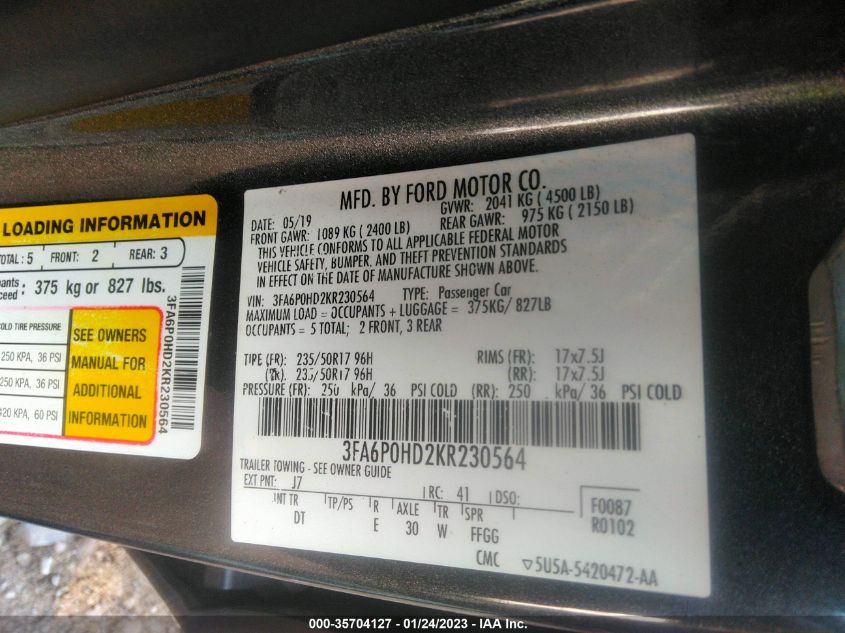 LOADING INFORMATION
OTAL: 5 FRONT: 2 REAR: 3
pants
ceed: 375 kg or 827 lbs.
COLD TIRE PRESSURE
250 KPA, 36 PSI
250 KPA, 36 PSI
420 KPA, 60 PSI
SEE OWNERS
MANUAL FOR
ADDITIONAL
INFORMATION
3FA6P0HD2KR230564
MFD. BY FORD MOTOR CO.
DATE: 05/19 GVWR: 2041 KG ( 4500 LB)
FRONT GAWR: 1089 KG ( 2400 LB) REAR GAWR: 975 KG ( 2150 LB)
THIS VEHICLE CONFORMS TO ALL APPLICABLE FEDERAL MOTOR
VEHICLE SAFETY, BUMPER, AND THEFT PREVENTION STANDARDS
IN EFFECT ON THE DATE OF MANUFACTURE SHOWN ABOVE.
VIN: 3FA6P0HD2KR230564 TYPE: Passenger Car
MAXIMUM LOAD = OCCUPANTS + LUGGAGE = 375KG/ 827LB
OCCUPANTS = 5 TOTAL; 2 FRONT, 3 REAR
TIPE (FR): 235/50R17 96H RIMS (FR): 17x7.5J
235/50R17 96H (RR): 17x7.5J
PRESSURE (FR): 250 kPa/ 36 PSI COLD (RR): 250 kPa/ 36 PSI COLD
3FA6P0HD2KR230564
TRAILER TOWING - SEE OWNER GUIDE
EXT PNT: J7 RC: 41 DSO:
INT TR TP/PS R AXLE TR SPR F0087
DT E 30 W FFGG R0102
CMC ▽5U5A-5420472-AA
000-35704127 - 01/24/2023 - IAA Inc.